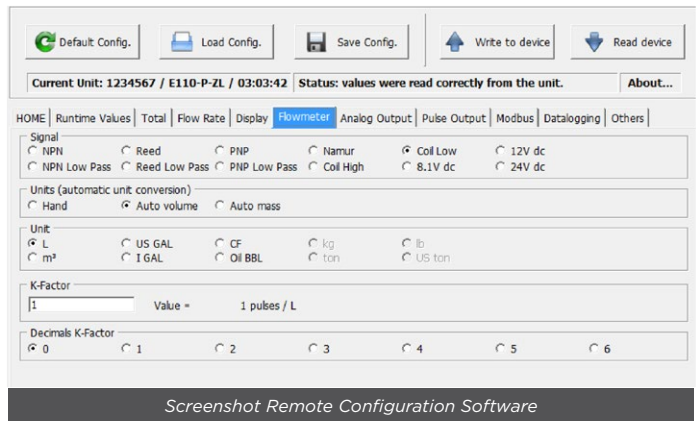 Default Config. Load Config. Save Config. Write to device Read device
Current Unit: 1234567 / E110-P-ZL / 03:03:42 Status: values were read correctly from the unit. About...
HOME Runtime Values Total Flow Rate Display Flowmeter Analog Output Pulse Output Modbus Datalogging Others
Signal
NPN Reed PNP Namur Coil Low 12V dc
NPN Low Pass Reed Low Pass PNP Low Pass Coil High 8.1V dc 24V dc
Units (automatic unit conversion)
Hand Auto volume Auto mass
Unit
L US GAL CF kg lb
m³ I GAL Oil BBL ton US ton
K-Factor
1 Value = 1 pulses / L
Decimals K-Factor
0 1 2 3 4 5 6
Screenshot Remote Configuration Software